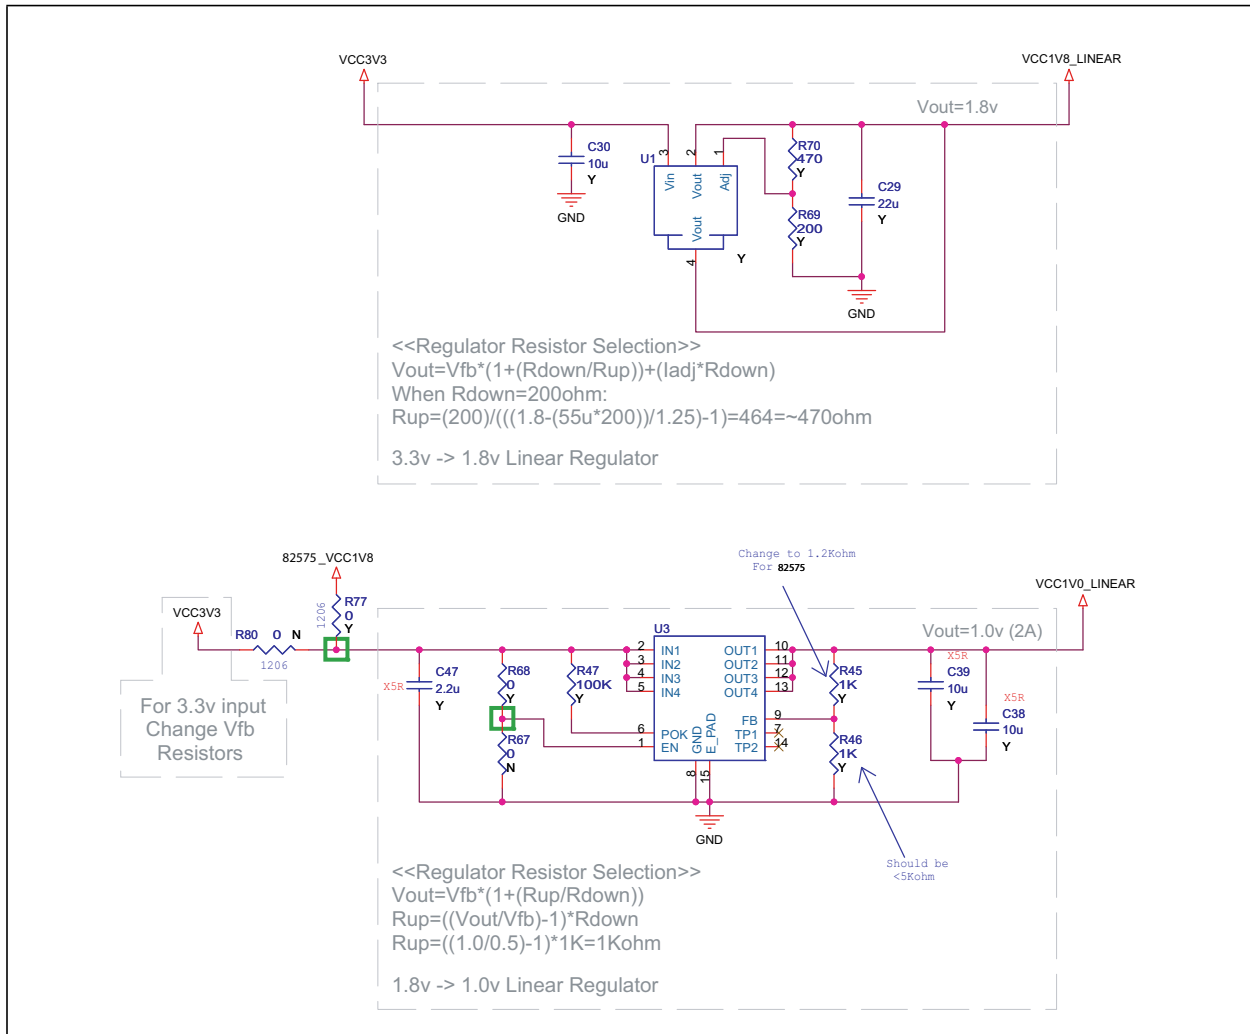 VCC3V3
VCC1V8_LINEAR
Vout=1.8v
C30
10u
Y
GND
U1
3
2
1
Vin
Vout
Adj
Vout
4
Y
R70
470
Y
R69
200
Y
C29
22u
Y
GND
<<Regulator Resistor Selection>>
Vout=Vfb*(1+(Rdown/Rup))+(Iadj*Rdown)
When Rdown=200ohm:
Rup=(200)/(((1.8-(55u*200))/1.25)-1)=464=~470ohm
3.3v -> 1.8v Linear Regulator
82575_VCC1V8
VCC3V3
R80 0 N
1206
1206
R77
0
Y
For 3.3v input
Change Vfb
Resistors
Change to 1.2Kohm
For 82575
VCC1V0_LINEAR
Vout=1.0v (2A)
X5R
C47
2.2u
Y
R68
0
Y
R67
0
N
R47
100K
Y
U3
2 IN1
3 IN2
4 IN3
5 IN4
6 POK
1 EN
OUT1 10
OUT2 11
OUT3 12
OUT4 13
FB 9
TP1 7
TP2 14
GND
E_PAD
8
15
GND
R45
1K
Y
R46
1K
Y
X5R
C39
10u
Y
X5R
C38
10u
Y
Should be
<5Kohm
<<Regulator Resistor Selection>>
Vout=Vfb*(1+(Rup/Rdown))
Rup=((Vout/Vfb)-1)*Rdown
Rup=((1.0/0.5)-1)*1K=1Kohm
1.8v -> 1.0v Linear Regulator